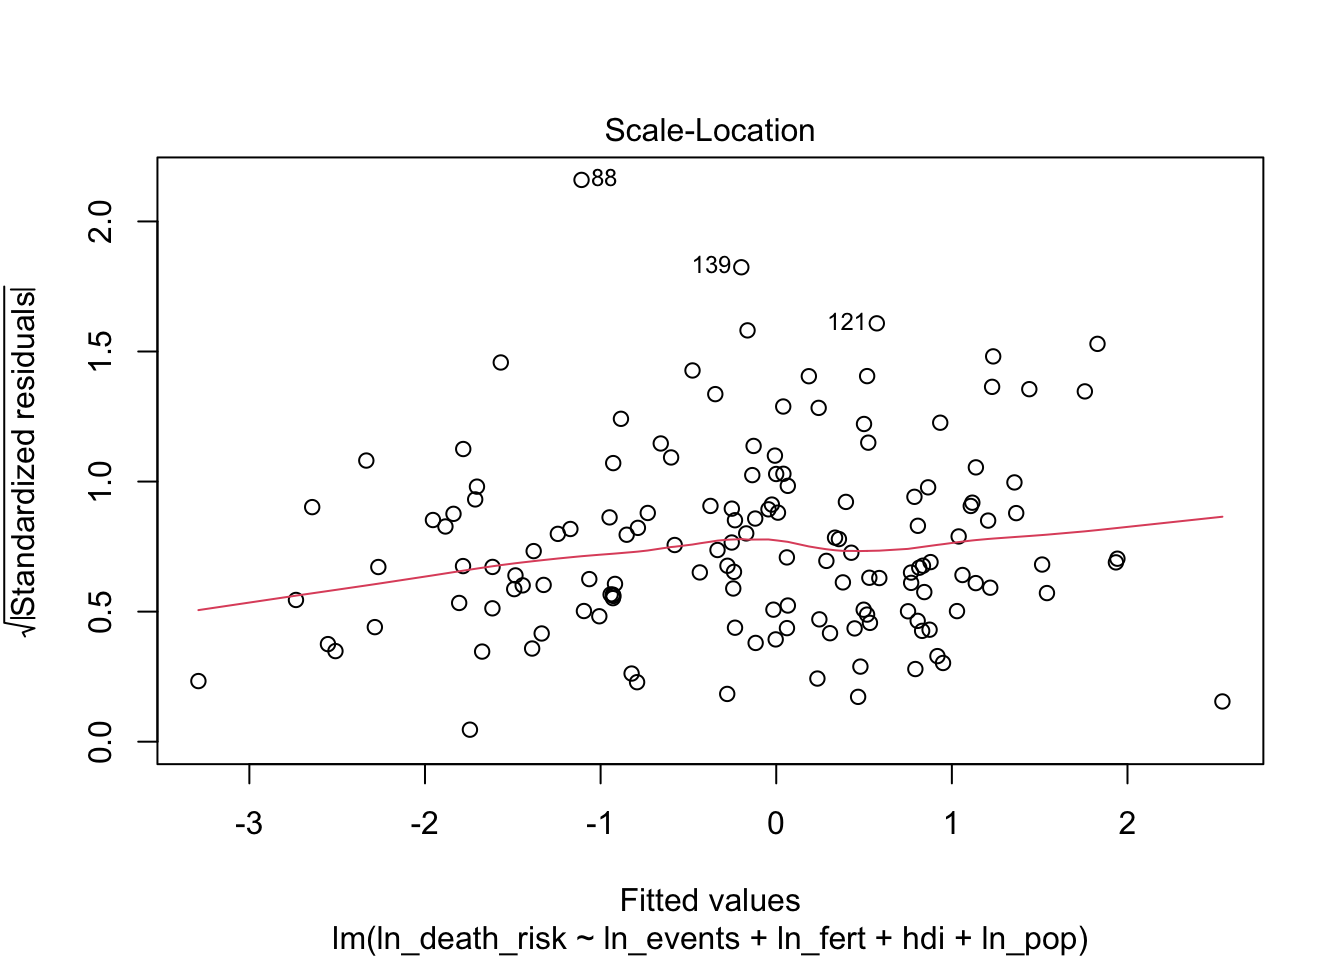 Scale-Location
88
139
121
√|Standardized residuals|
2.0
1.5
1.0
0.5
0.0
-3 -2 -1 0 1 2
Fitted values
lm(ln_death_risk ~ ln_events + ln_fert + hdi + ln_pop)